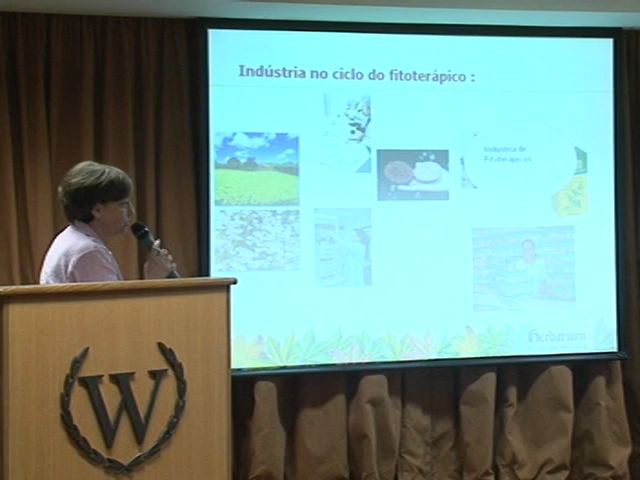 Indústria no ciclo do fitoterápico :
Indústria de
Fitoterápicos
Herbarium
W